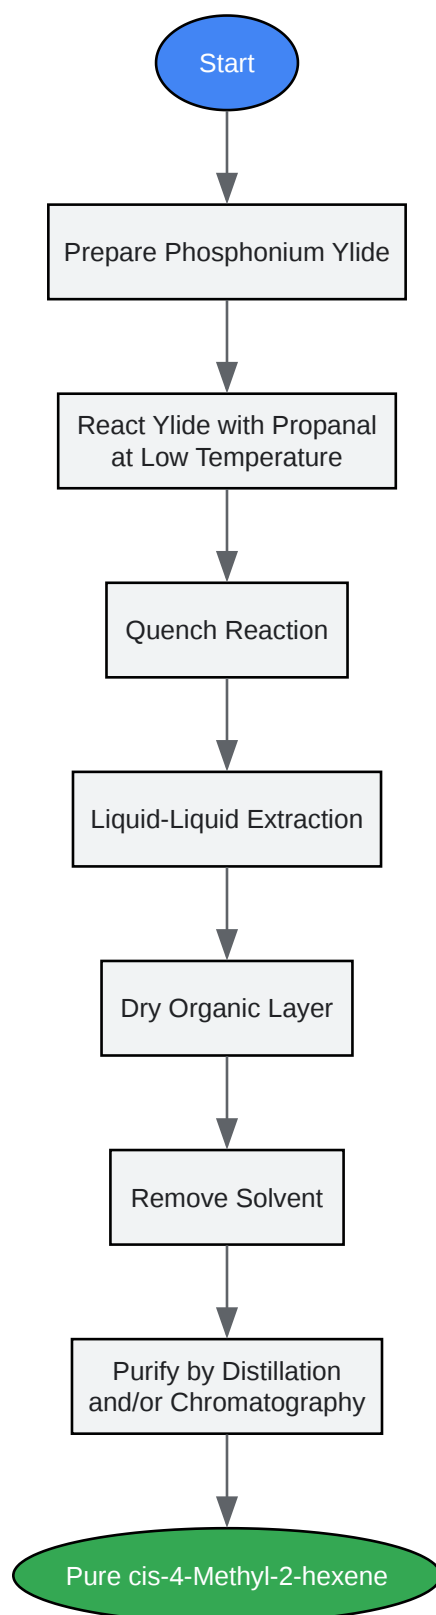 Start
Prepare Phosphonium Ylide
React Ylide with Propanal
at Low Temperature
Quench Reaction
Liquid-Liquid Extraction
Dry Organic Layer
Remove Solvent
Purify by Distillation
and/or Chromatography
Pure cis-4-Methyl-2-hexene